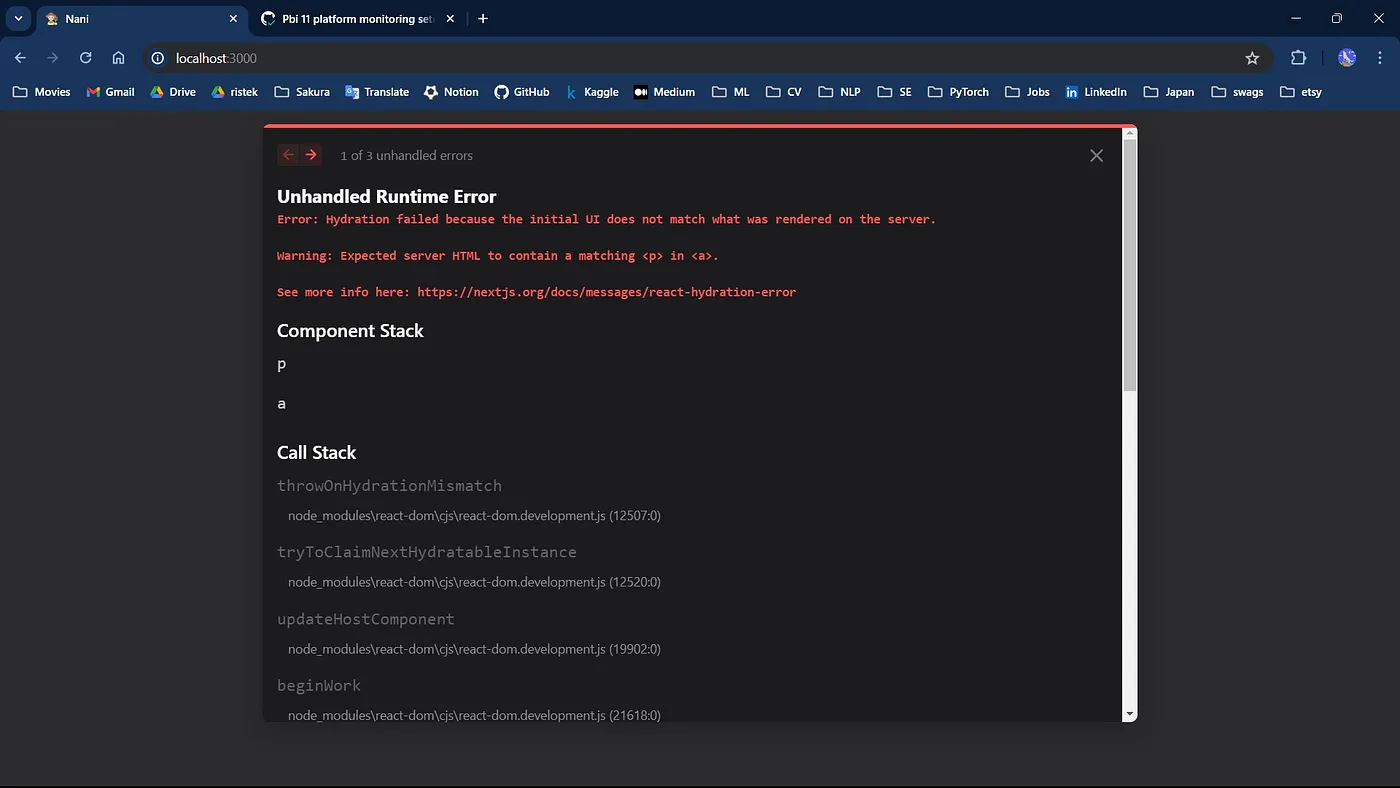 Nani
Pbi 11 platform monitoring set
localhost:3000
Movies Gmail Drive ristek Sakura Translate Notion GitHub Kaggle Medium ML CV NLP SE PyTorch Jobs LinkedIn Japan swags etsy
1 of 3 unhandled errors
Unhandled Runtime Error
Error: Hydration failed because the initial UI does not match what was rendered on the server.
Warning: Expected server HTML to contain a matching <p> in <a>.
See more info here: https://nextjs.org/docs/messages/react-hydration-error
Component Stack
p
a
Call Stack
throwOnHydrationMismatch
node_modules\react-dom\cjs\react-dom.development.js (12507:0)
tryToClaimNextHydratableInstance
node_modules\react-dom\cjs\react-dom.development.js (12520:0)
updateHostComponent
node_modules\react-dom\cjs\react-dom.development.js (19902:0)
beginWork
node_modules\react-dom\cjs\react-dom.development.js (21618:0)